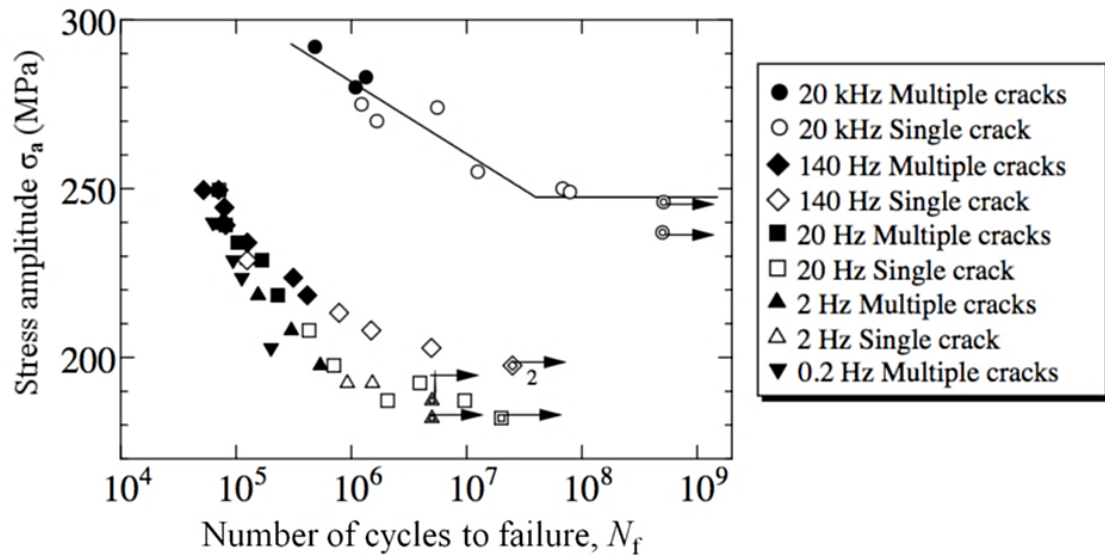 300
250
200
Stress amplitude σa (MPa)
2
10^4 10^5 10^6 10^7 10^8 10^9
Number of cycles to failure, Nf
20 kHz Multiple cracks
20 kHz Single crack
140 Hz Multiple cracks
140 Hz Single crack
20 Hz Multiple cracks
20 Hz Single crack
2 Hz Multiple cracks
2 Hz Single crack
0.2 Hz Multiple cracks